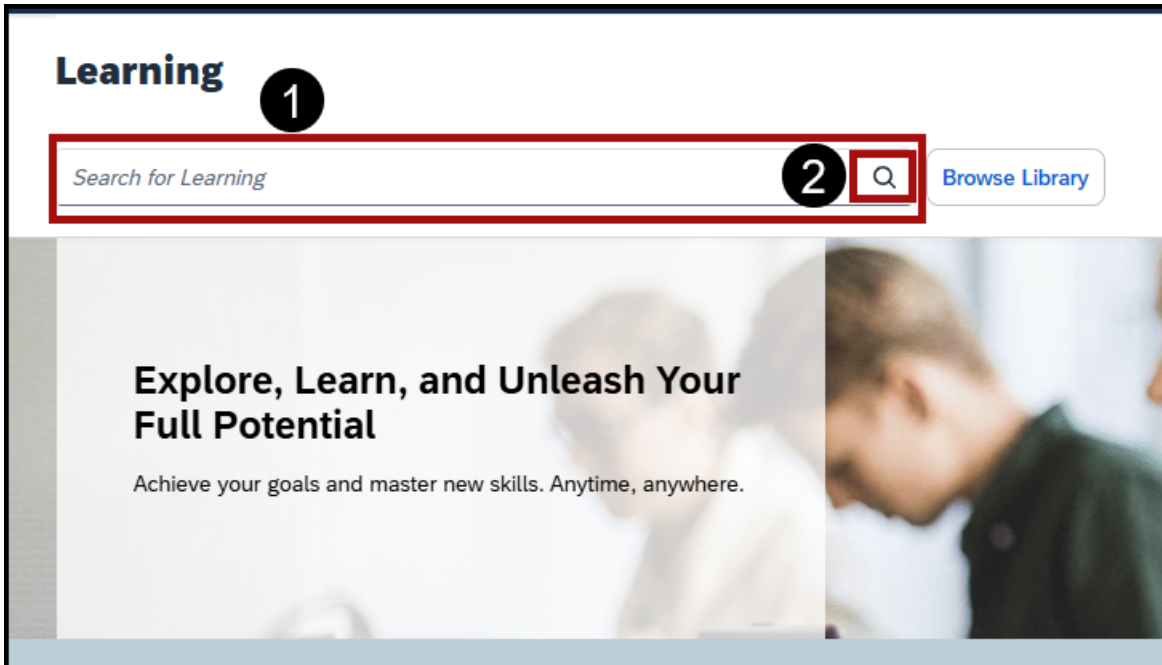 Learning
1
Search for Learning
2
Browse Library
Explore, Learn, and Unleash Your
Full Potential
Achieve your goals and master new skills. Anytime, anywhere.